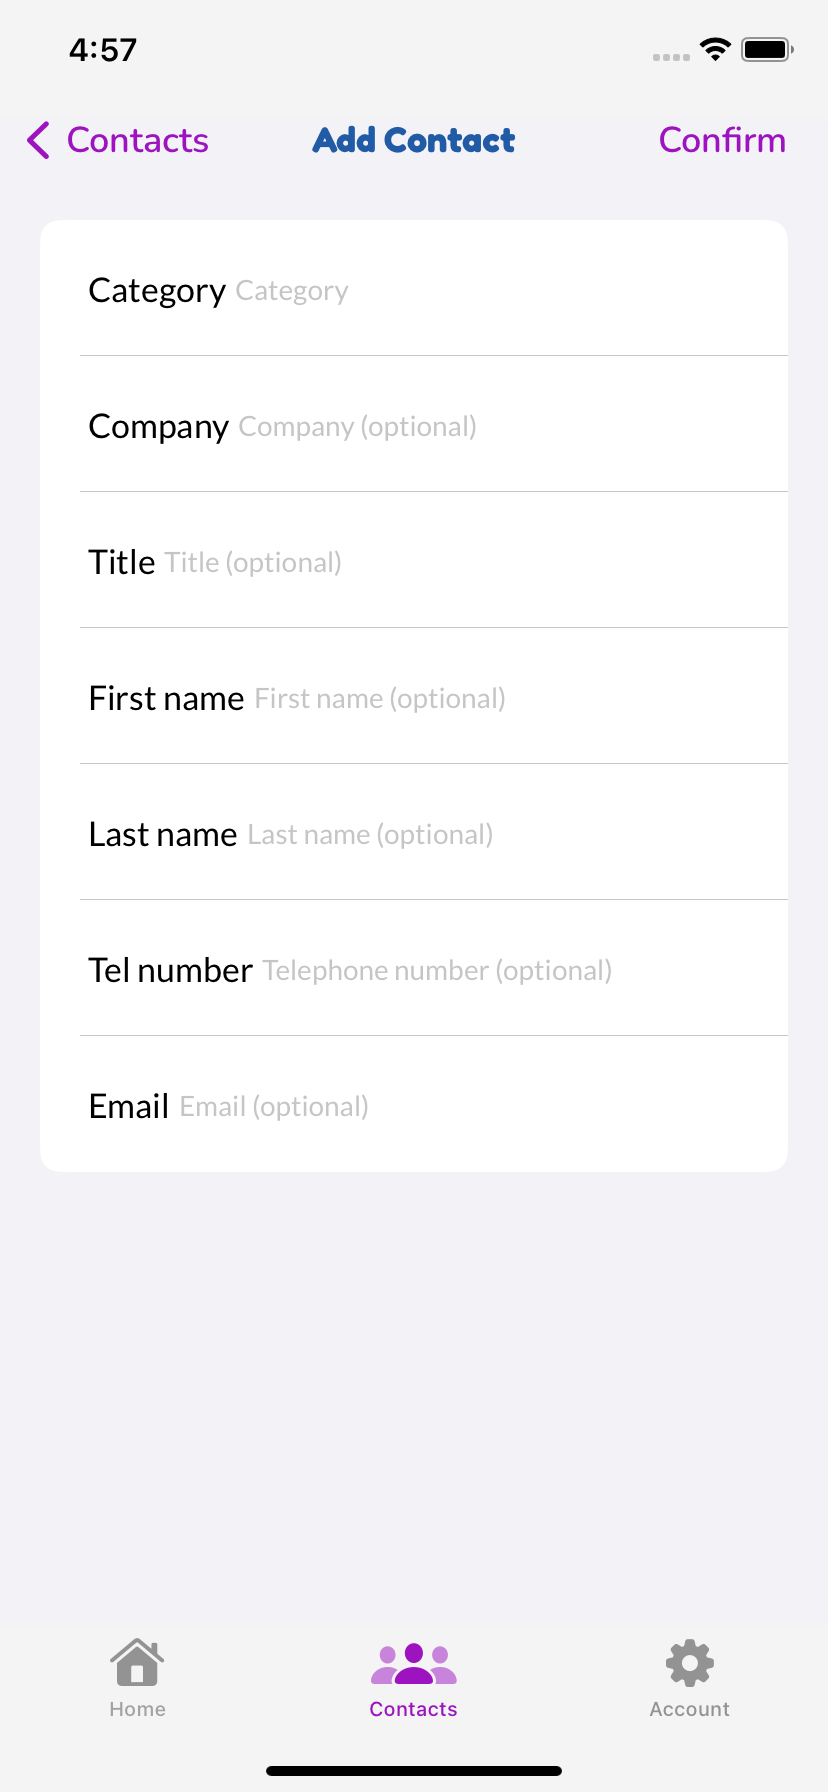 4:57
Contacts Add Contact Confirm
Category Category
Company Company (optional)
Title Title (optional)
First name First name (optional)
Last name Last name (optional)
Tel number Telephone number (optional)
Email Email (optional)
Home Contacts Account